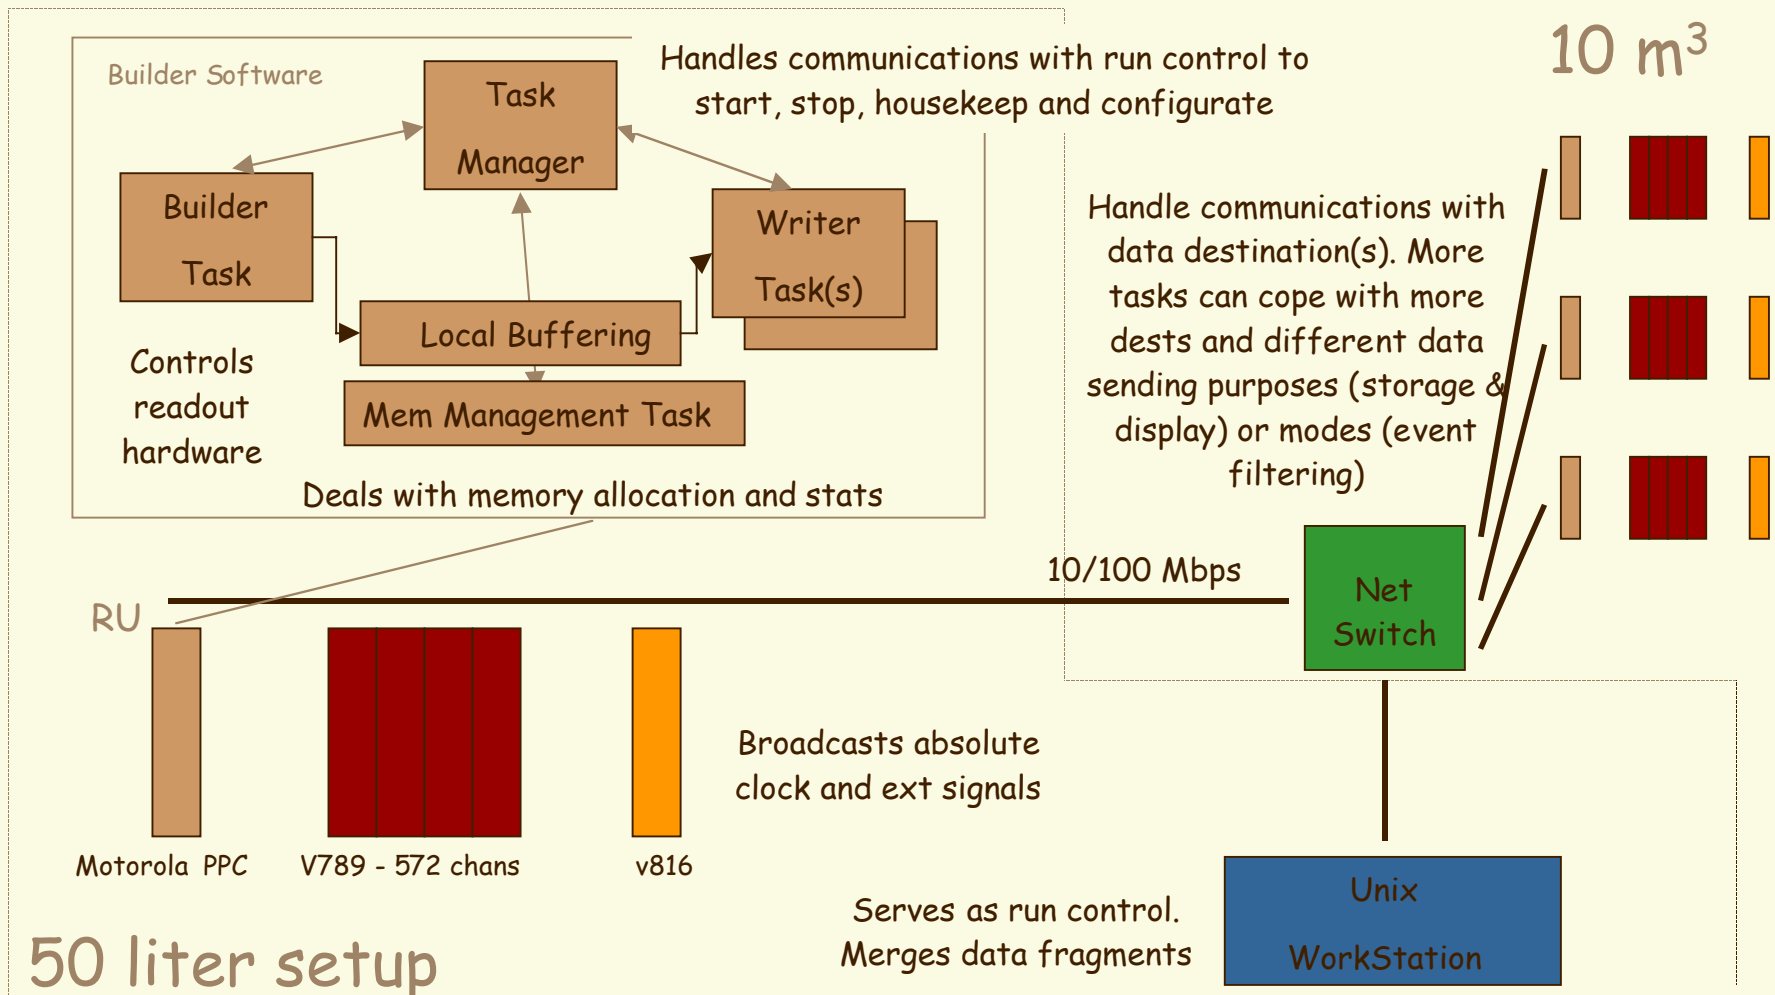 Builder Software
Task
Manager
Handles communications with run control to
start, stop, housekeep and configurate
10 m³
Builder
Task
Writer
Task(s)
Local Buffering
Mem Management Task
Controls
readout
hardware
Deals with memory allocation and stats
Handle communications with
data destination(s). More
tasks can cope with more
dests and different data
sending purposes (storage &
display) or modes (event
filtering)
10/100 Mbps
Net
Switch
RU
Broadcasts absolute
clock and ext signals
Motorola PPC
V789 - 572 chans
v816
Serves as run control.
Merges data fragments
Unix
WorkStation
50 liter setup